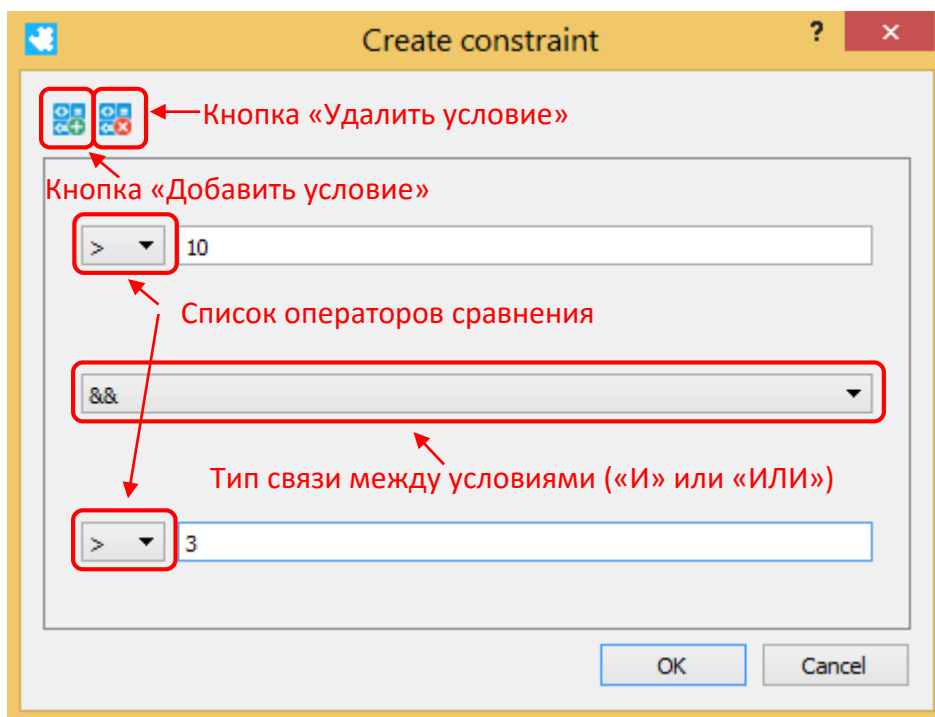 Create constraint
?
×
Кнопка «Удалить условие»
Кнопка «Добавить условие»
> 10
Список операторов сравнения
&&
Тип связи между условиями («И» или «ИЛИ»)
> 3
OK Cancel